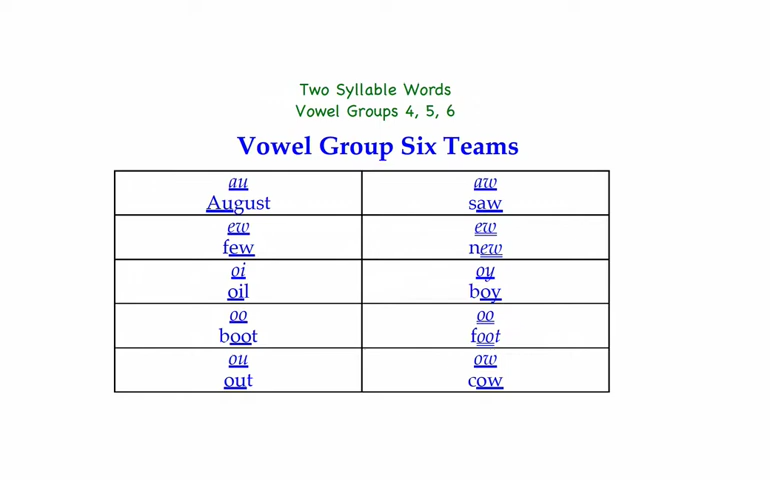 Two Syllable Words
Vowel Groups 4, 5, 6
Vowel Group Six Teams
au
August
aw
saw
ew
few
ew
new
oi
oil
oy
boy
oo
boot
oo
foot
ou
out
ow
cow